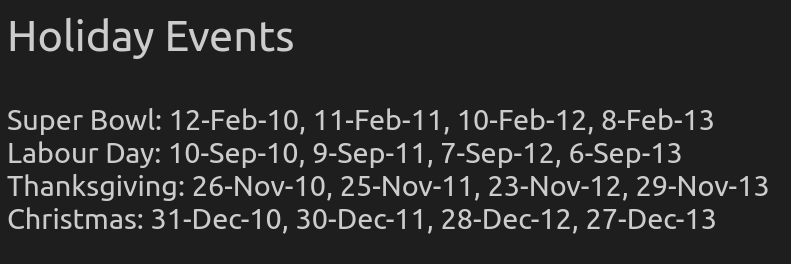 Holiday Events
Super Bowl: 12-Feb-10, 11-Feb-11, 10-Feb-12, 8-Feb-13
Labour Day: 10-Sep-10, 9-Sep-11, 7-Sep-12, 6-Sep-13
Thanksgiving: 26-Nov-10, 25-Nov-11, 23-Nov-12, 29-Nov-13
Christmas: 31-Dec-10, 30-Dec-11, 28-Dec-12, 27-Dec-13